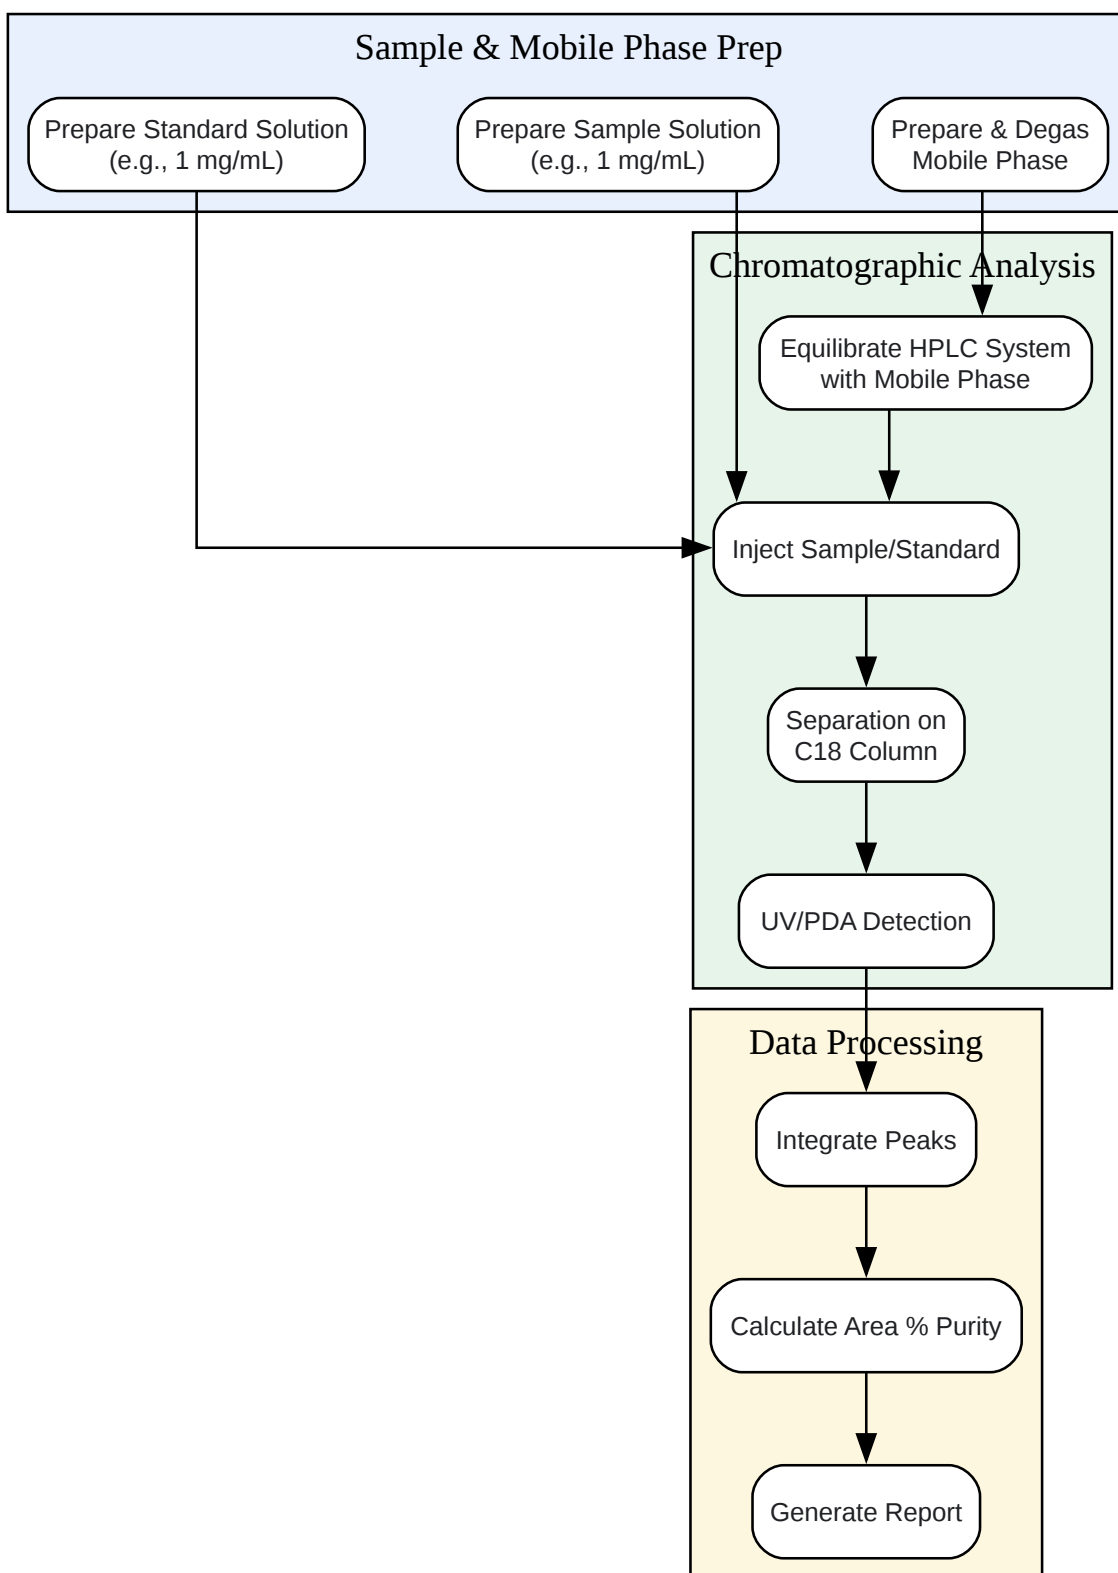 Sample & Mobile Phase Prep
Prepare Standard Solution
(e.g., 1 mg/mL)
Prepare Sample Solution
(e.g., 1 mg/mL)
Prepare & Degas
Mobile Phase
Chromatographic Analysis
Equilibrate HPLC System
with Mobile Phase
Inject Sample/Standard
Separation on
C18 Column
UV/PDA Detection
Data Processing
Integrate Peaks
Calculate Area % Purity
Generate Report